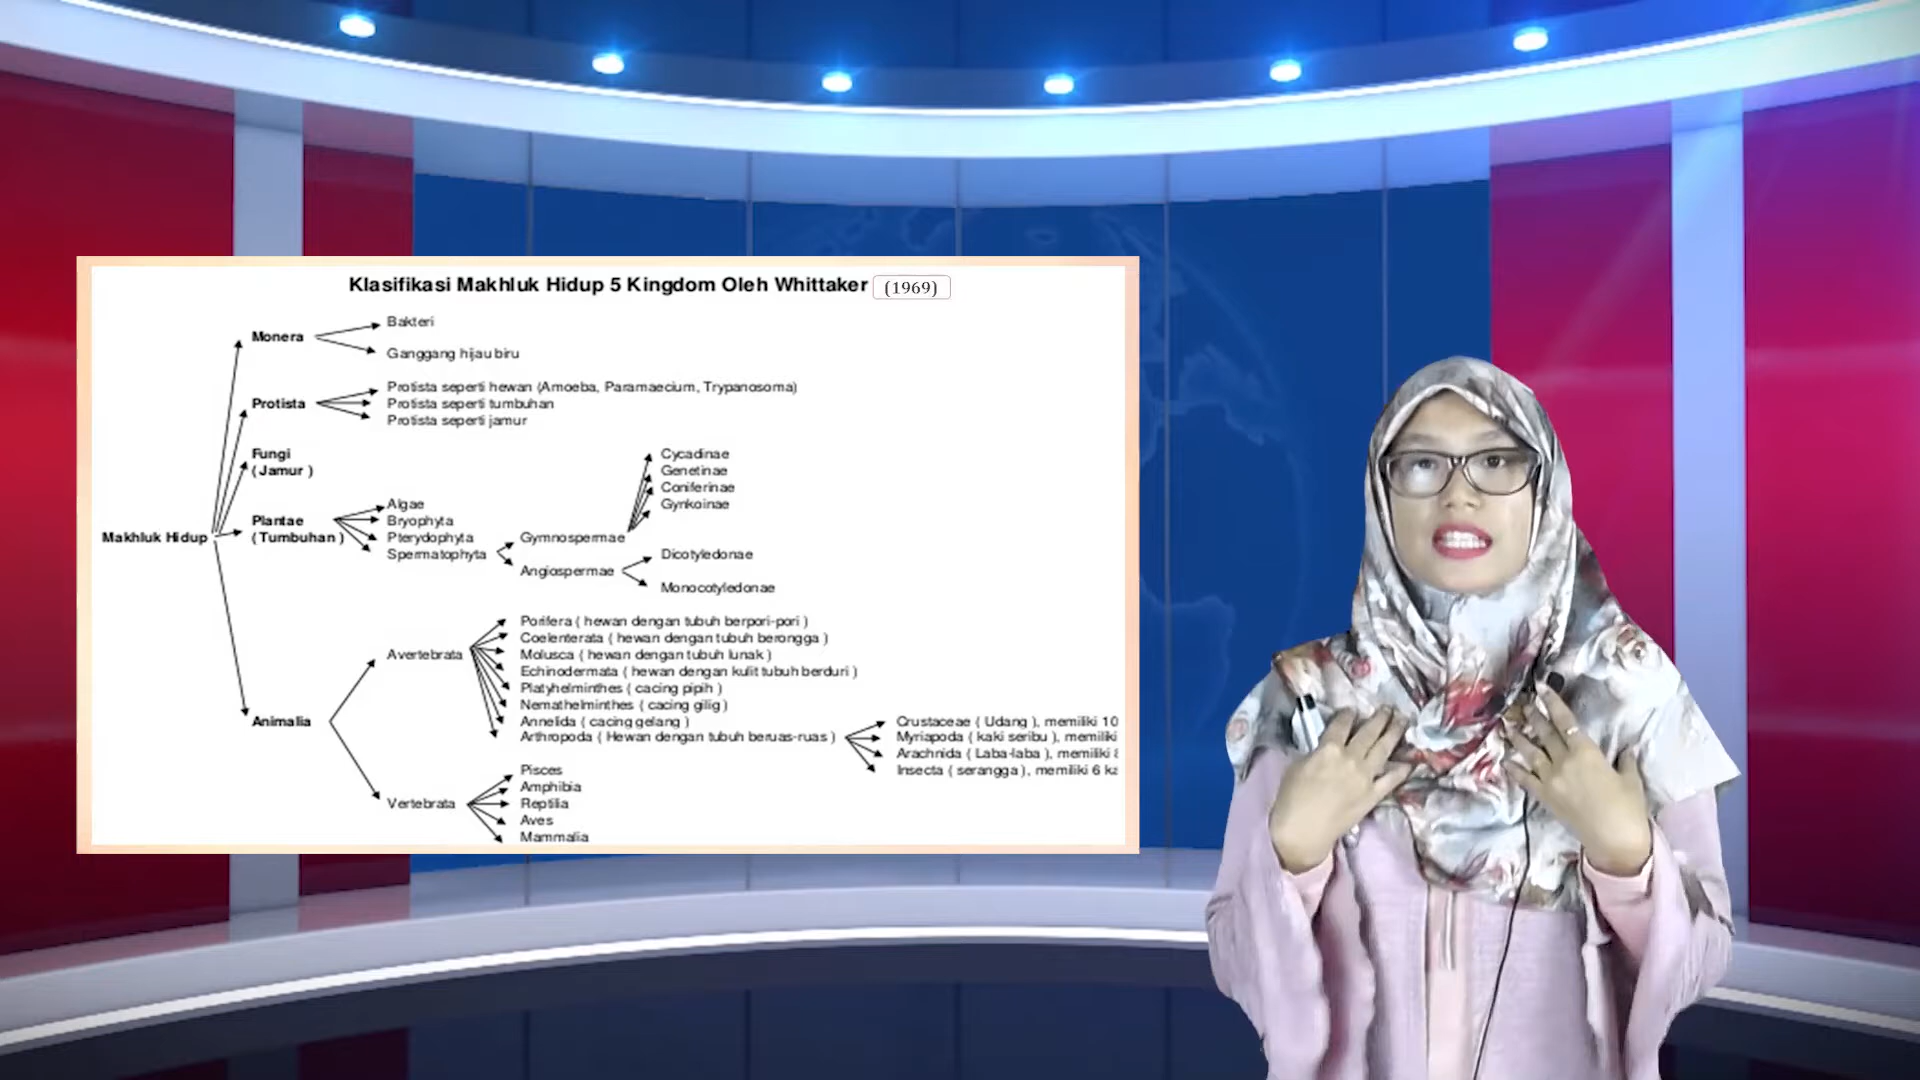 Klasifikasi Makhluk Hidup 5 Kingdom Oleh Whittaker (1969)
Monera
Bakteri
Ganggang hijau biru
Protista
Protista seperti hewan (Amoeba, Paramaecium, Trypanosoma)
Protista seperti tumbuhan
Protista seperti jamur
Fungi
( Jamur )
Makhluk Hidup
Plantae
( Tumbuhan )
Algae
Bryophyta
Pterydophyta
Spermatophyta
Gymnospermae
Cycadinae
Genetinae
Coniferinae
Gynkoinae
Angiospermae
Dicotyledonae
Monocotyledonae
Animalia
Avertebrata
Porifera ( hewan dengan tubuh berpori-pori )
Coelenterata ( hewan dengan tubuh berongga )
Molusca ( hewan dengan tubuh lunak )
Echinodermata ( hewan dengan kulit tubuh berduri )
Platyhelminthes ( cacing pipih )
Nemathelminthes ( cacing gilig )
Annelida ( cacing gelang )
Arthropoda ( Hewan dengan tubuh beruas-ruas )
Crustaceae ( Udang ), memiliki 10
Myriapoda ( kaki seribu ), memiliki
Arachnida ( Laba-laba ), memiliki
Insecta ( serangga ), memiliki 6
Vertebrata
Pisces
Amphibia
Reptilia
Aves
Mammalia